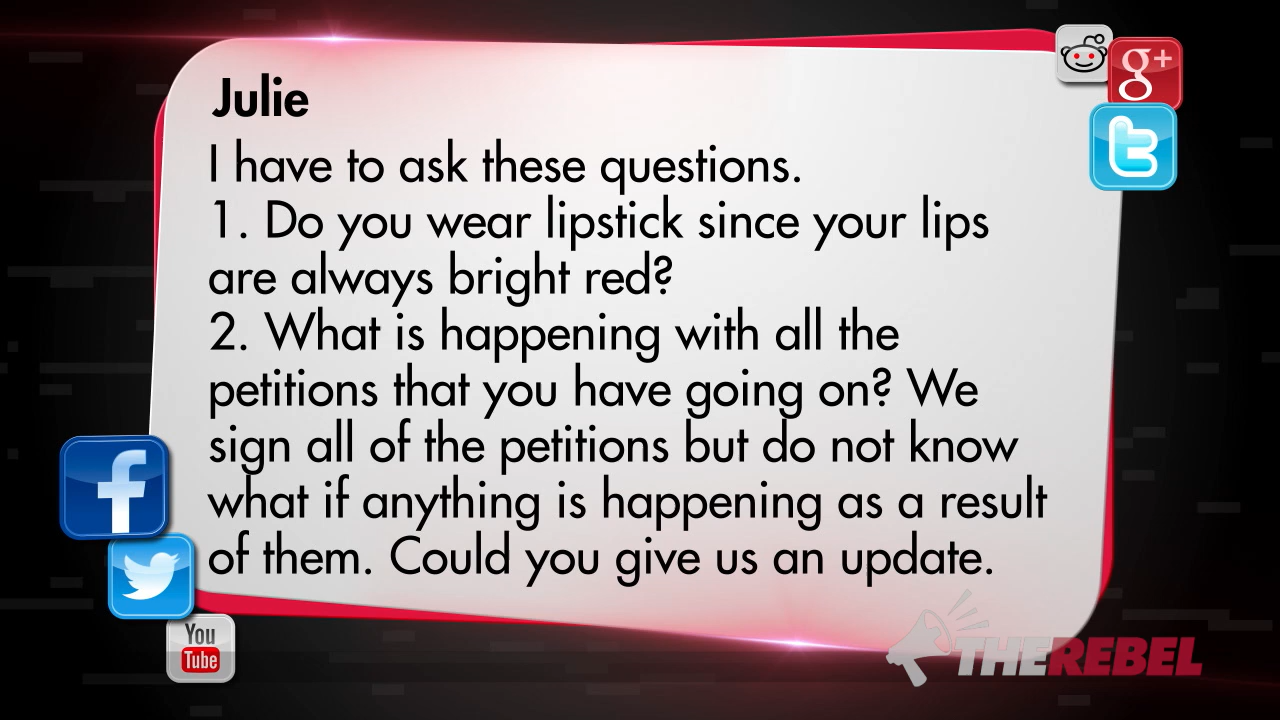 Julie
I have to ask these questions.
1. Do you wear lipstick since your lips
are always bright red?
2. What is happening with all the
petitions that you have going on? We
sign all of the petitions but do not know
what if anything is happening as a result
of them. Could you give us an update.
g+
t
f
You
Tube
THEREBEL